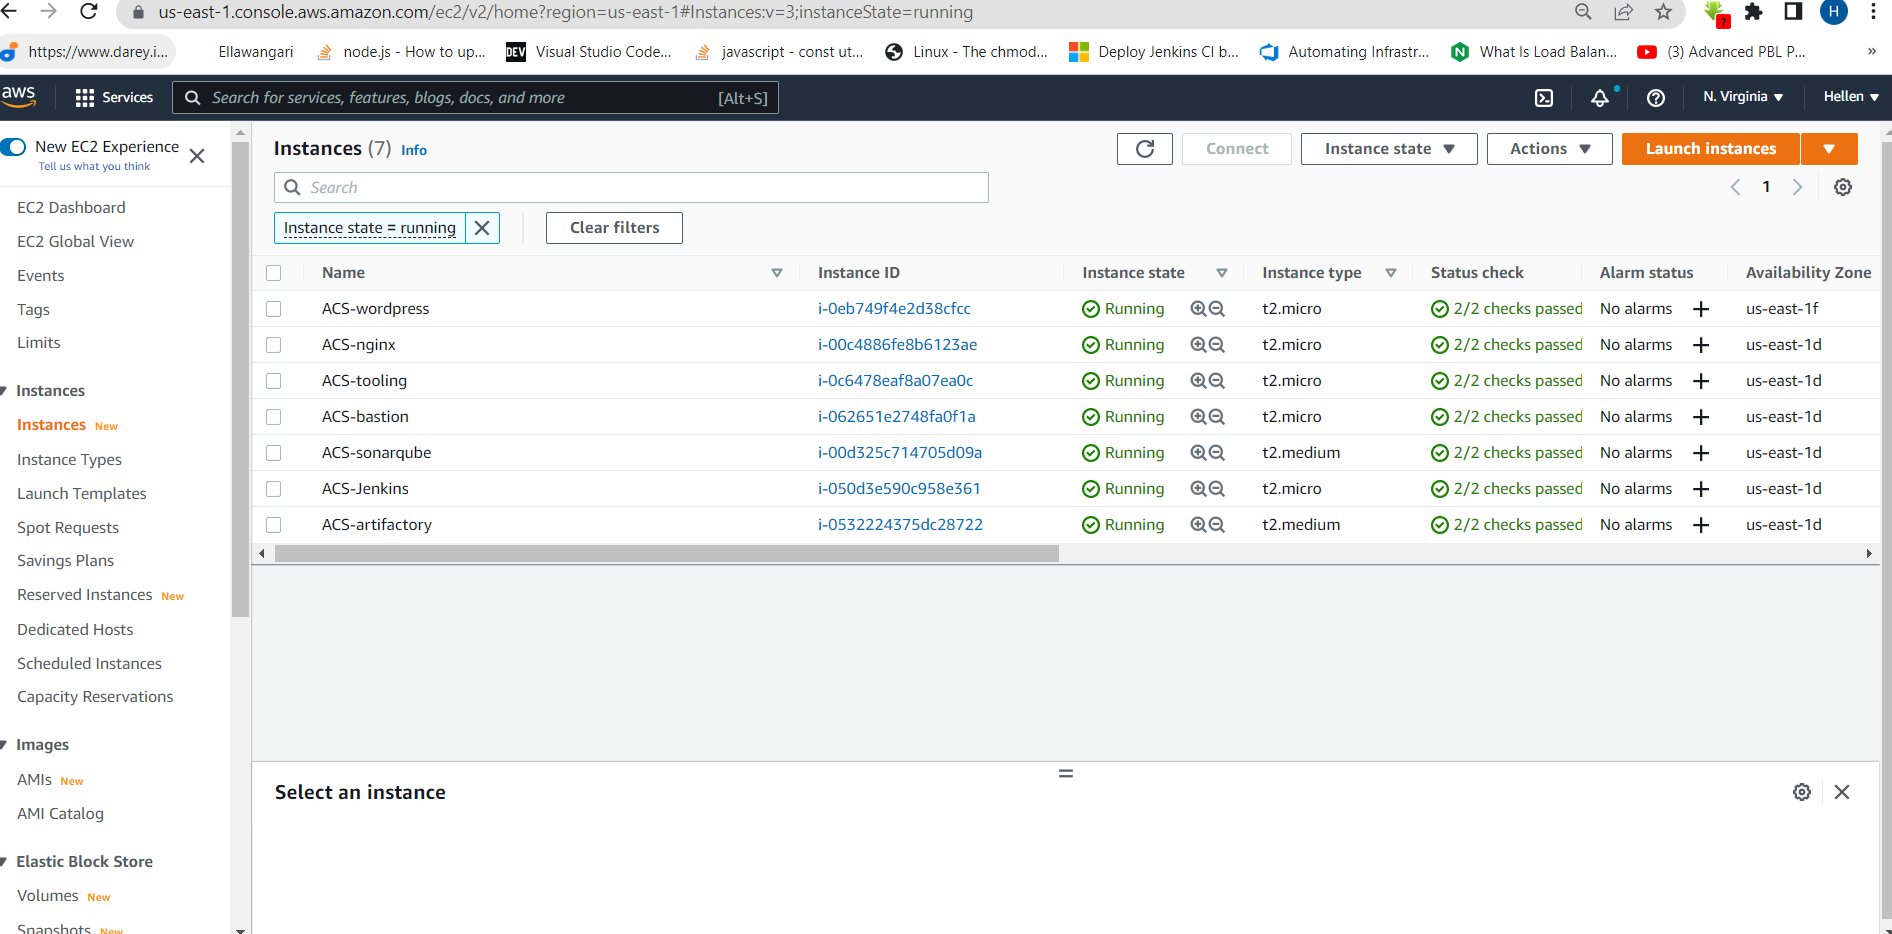 us-east-1.console.aws.amazon.com/ec2/v2/home?region=us-east-1#Instances:v=3;instanceState=running
?
H
https://www.darey.i...
Ellawangari
node.js - How to up...
DEV
Visual Studio Code...
javascript - const ut...
Linux - The chmod...
Deploy Jenkins CI b...
Automating Infrastr...
N
What Is Load Balan...
(3) Advanced PBL P...
»
aws
Services
Search for services, features, blogs, docs, and more
[Alt+S]
N. Virginia
Hellen
New EC2 Experience
Tell us what you think
EC2 Dashboard
EC2 Global View
Events
Tags
Limits
Instances
Instances New
Instance Types
Launch Templates
Spot Requests
Savings Plans
Reserved Instances New
Dedicated Hosts
Scheduled Instances
Capacity Reservations
Images
AMIs New
AMI Catalog
Elastic Block Store
Volumes New
Snapshots New
Instances (7) Info
Connect
Instance state
Actions
Launch instances
Search
1
Instance state = running
Clear filters
Name Instance ID Instance state Instance type Status check Alarm status Availability Zone
ACS-wordpress i-0eb749f4e2d38cfcc Running t2.micro 2/2 checks passed No alarms + us-east-1f
ACS-nginx i-00c4886fe8b6123ae Running t2.micro 2/2 checks passed No alarms + us-east-1d
ACS-tooling i-0c6478eaf8a07ea0c Running t2.micro 2/2 checks passed No alarms + us-east-1d
ACS-bastion i-062651e2748fa0f1a Running t2.micro 2/2 checks passed No alarms + us-east-1d
ACS-sonarqube i-00d325c714705d09a Running t2.medium 2/2 checks passed No alarms + us-east-1d
ACS-Jenkins i-050d3e590c958e361 Running t2.micro 2/2 checks passed No alarms + us-east-1d
ACS-artifactory i-0532224375dc28722 Running t2.medium 2/2 checks passed No alarms + us-east-1d
Select an instance